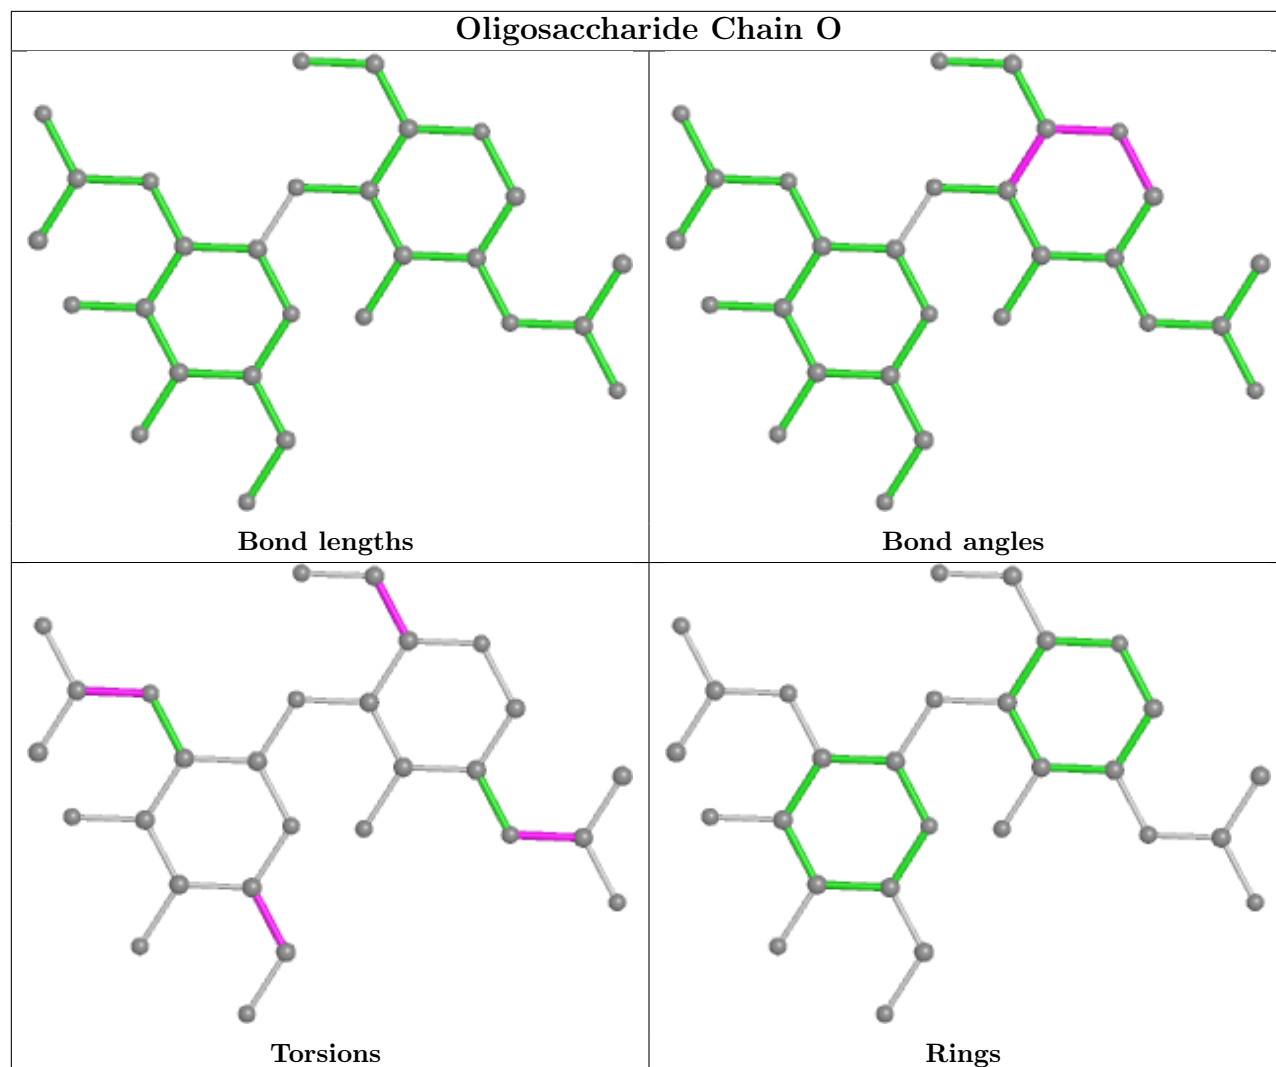 Oligosaccharide Chain O
Bond lengths
Bond angles
Torsions
Rings